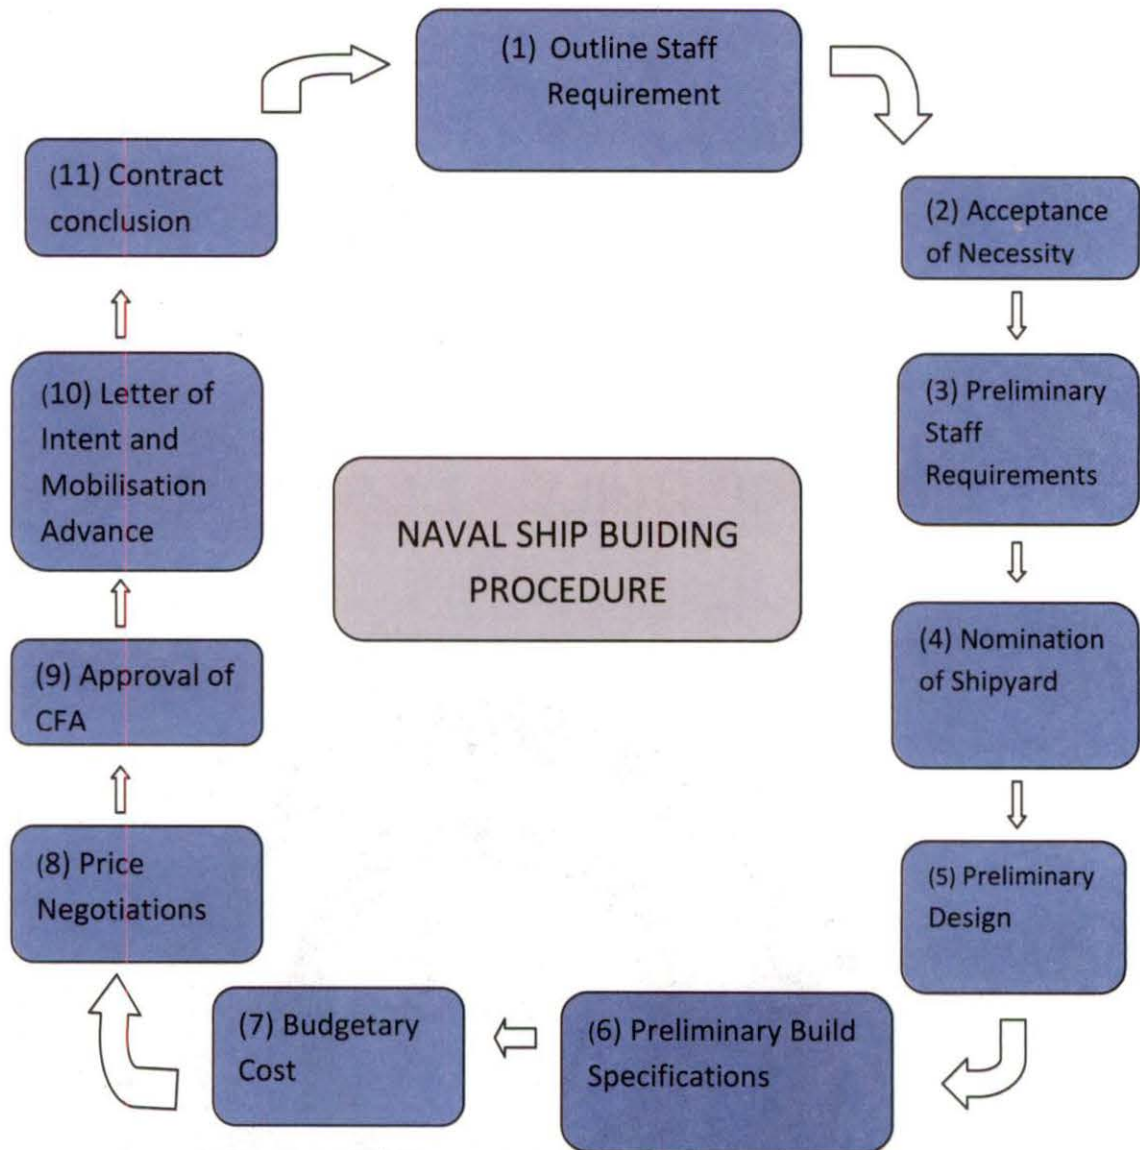 (1) Outline Staff
Requirement
(2) Acceptance
of Necessity
(3) Preliminary
Staff
Requirements
(4) Nomination
of Shipyard
(5) Preliminary
Design
(6) Preliminary Build
Specifications
(7) Budgetary
Cost
(8) Price
Negotiations
(9) Approval of
CFA
(10) Letter of
Intent and
Mobilisation
Advance
(11) Contract
conclusion
NAVAL SHIP BUIDING
PROCEDURE